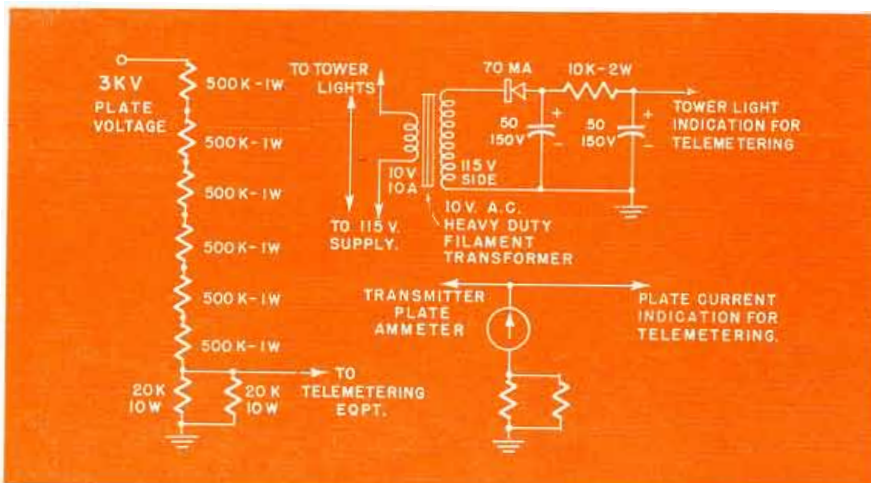 3KV
PLATE
VOLTAGE
500K-1W
500K-1W
500K-1W
500K-1W
500K-1W
500K-1W
20K
10W
20K
10W
TO
TELEMETERING
EQPT.
TO TOWER
LIGHTS
10V
10A
115V
SIDE
TO 115 V.
SUPPLY.
10V. A.C.
HEAVY DUTY
FILAMENT
TRANSFORMER
70 MA
10K-2W
50
150V
+
-
50
150V
+
-
TOWER LIGHT
INDICATION FOR
TELEMETERING
TRANSMITTER
PLATE
AMMETER
PLATE CURRENT
INDICATION FOR
TELEMETERING.